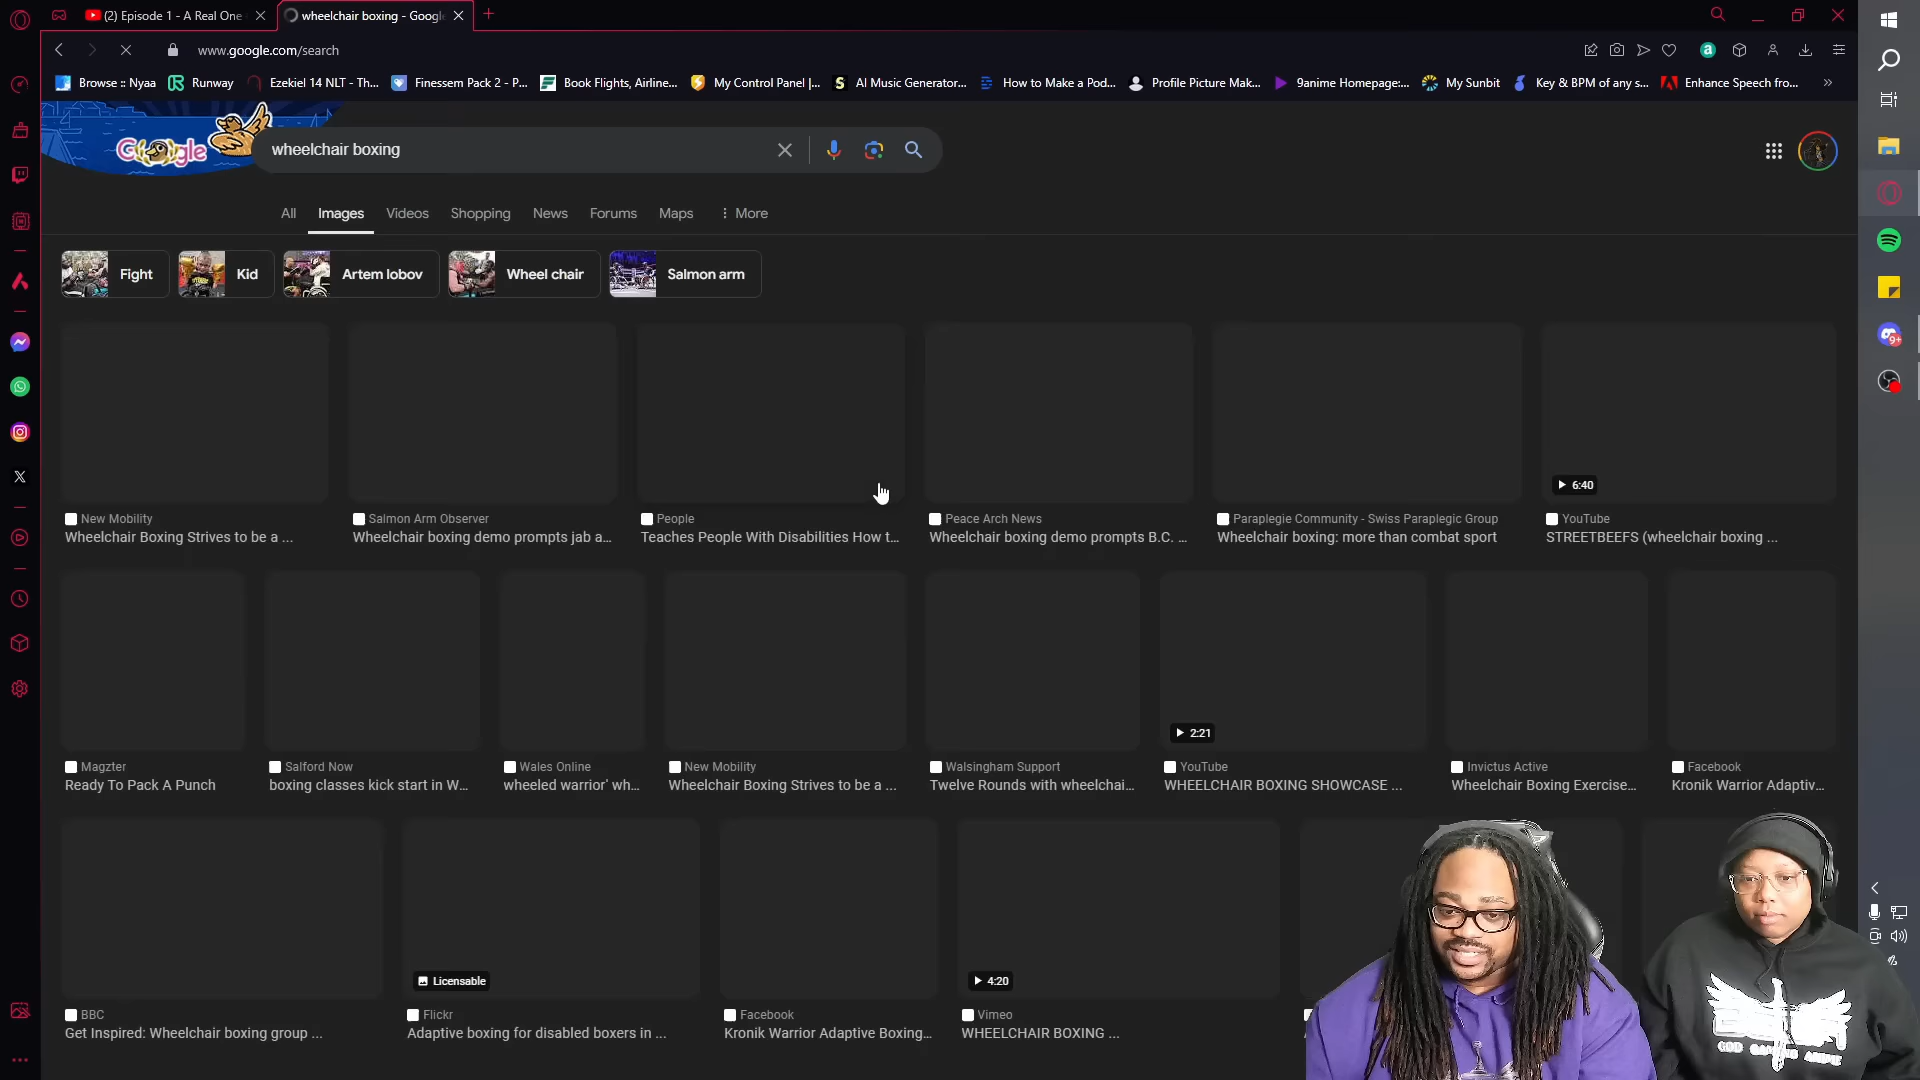 (2) Episode 1 - A Real One
wheelchair boxing - Google
www.google.com/search
Browse :: Nyaa
Runway
Ezekiel 14 NLT - Th...
Finessem Pack 2 - P...
Book Flights, Airline...
My Control Panel |...
AI Music Generator...
How to Make a Pod...
Profile Picture Mak...
9anime Homepage:...
My Sunbit
Key & BPM of any s...
Enhance Speech fro...
Google
wheelchair boxing
All
Images
Videos
Shopping
News
Forums
Maps
More
Fight
Kid
Artem lobov
Wheel chair
Salmon arm
6:40
New Mobility
Wheelchair Boxing Strives to be a ...
Salmon Arm Observer
Wheelchair boxing demo prompts jab a...
People
Teaches People With Disabilities How t...
Peace Arch News
Wheelchair boxing demo prompts B.C. ...
Paraplegie Community - Swiss Paraplegic Group
Wheelchair boxing: more than combat sport
YouTube
STREETBEEFS (wheelchair boxing ...
2:21
Magzter
Ready To Pack A Punch
Salford Now
boxing classes kick start in W...
Wales Online
wheeled warrior' wh...
New Mobility
Wheelchair Boxing Strives to be a ...
Walsingham Support
Twelve Rounds with wheelchai...
YouTube
WHEELCHAIR BOXING SHOWCASE ...
Invictus Active
Wheelchair Boxing Exercise...
Facebook
Kronik Warrior Adaptiv...
Licensable
4:20
BBC
Get Inspired: Wheelchair boxing group ...
Flickr
Adaptive boxing for disabled boxers in ...
Facebook
Kronik Warrior Adaptive Boxing...
Vimeo
WHEELCHAIR BOXING ...
9+